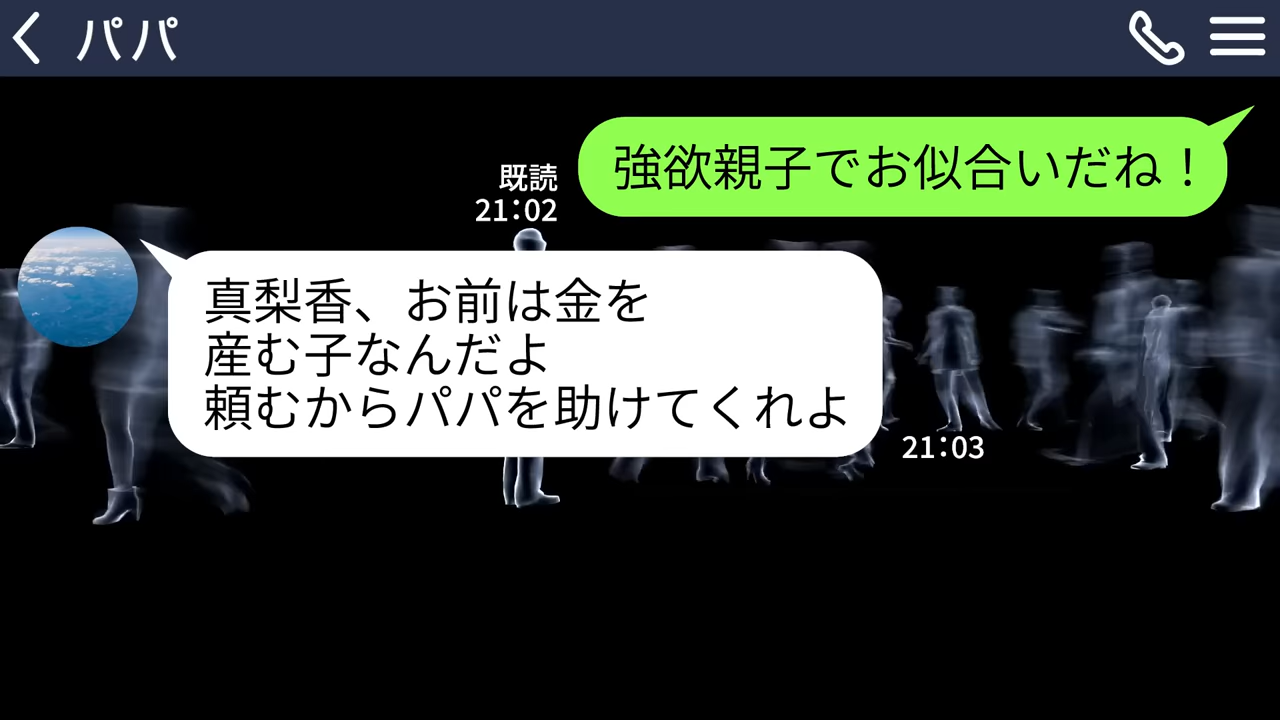 パパ
強欲親子でお似合いだね！
既読
21:02
真梨香、お前は金を
産む子なんだよ
頼むからパパを助けてくれよ
21:03